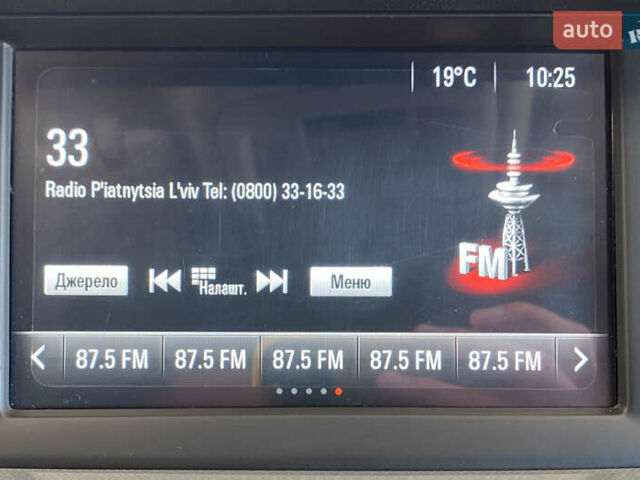 auto
19°C
10:25
33
Radio P'iatnytsia L'viv Tel: (0800) 33-16-33
FM
Джерело
Налашт.
Меню
87.5 FM
87.5 FM
87.5 FM
87.5 FM
87.5 FM